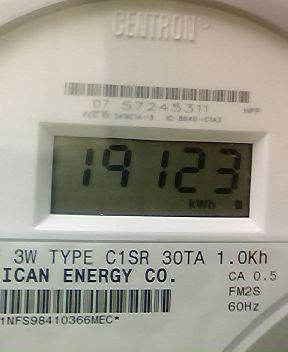 CENTRON®
07 57245311 HPP
19123
kWh
3W TYPE C1SR 30TA 1.0Kh
ICAN ENERGY CO. CA 0.5
FM2S
60Hz
1NFS98410366MEC*